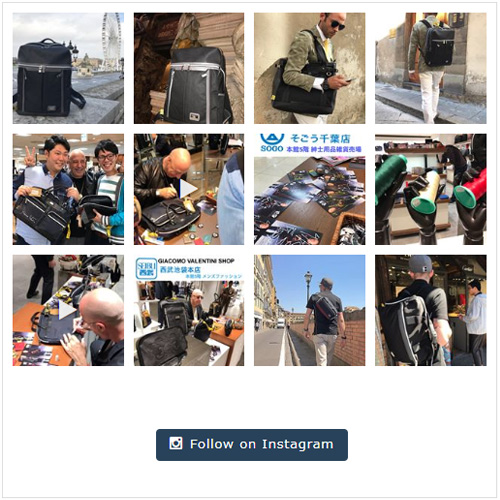 そごう千葉店
SOGO 本館5階 紳士用品雑貨売場
GIACOMO VALENTINI SHOP
SEIBU 西武
西武池袋本店
本館5階 メンズファッション
Follow on Instagram